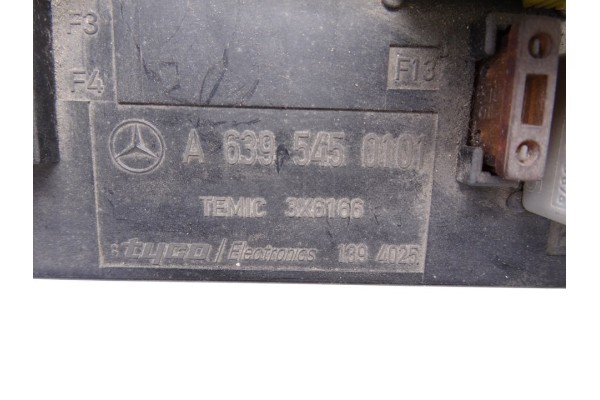 F3
F4
F13
A 639 545 0101
TEMIC 3X6166
tyco / Electronics 139 4025